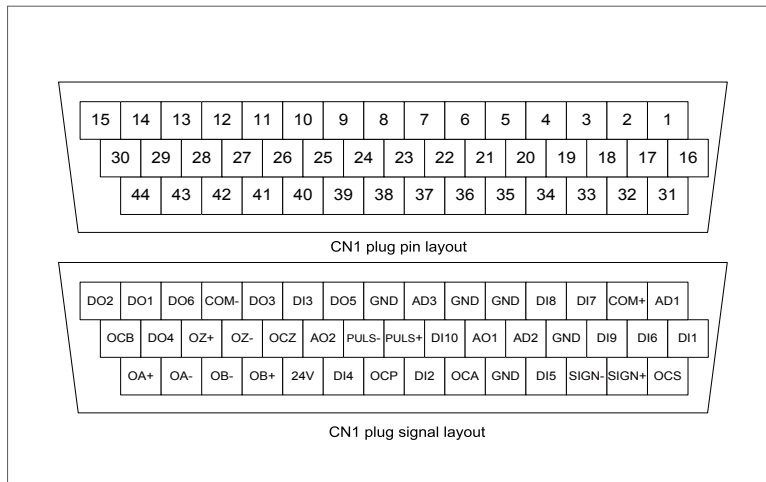 15 14 13 12 11 10 9 8 7 6 5 4 3 2 1
30 29 28 27 26 25 24 23 22 21 20 19 18 17 16
44 43 42 41 40 39 38 37 36 35 34 33 32 31
CN1 plug pin layout
DO2 DO1 DO6 COM- DO3 DI3 DO5 GND AD3 GND GND DI8 DI7 COM+ AD1
OCB DO4 OZ+ OZ- OCZ AO2 PULS- PULS+ DI10 AO1 AD2 GND DI9 DI6 DI1
OA+ OA- OB- OB+ 24V DI4 OCP DI2 OCA GND DI5 SIGN- SIGN+ OCS
CN1 plug signal layout